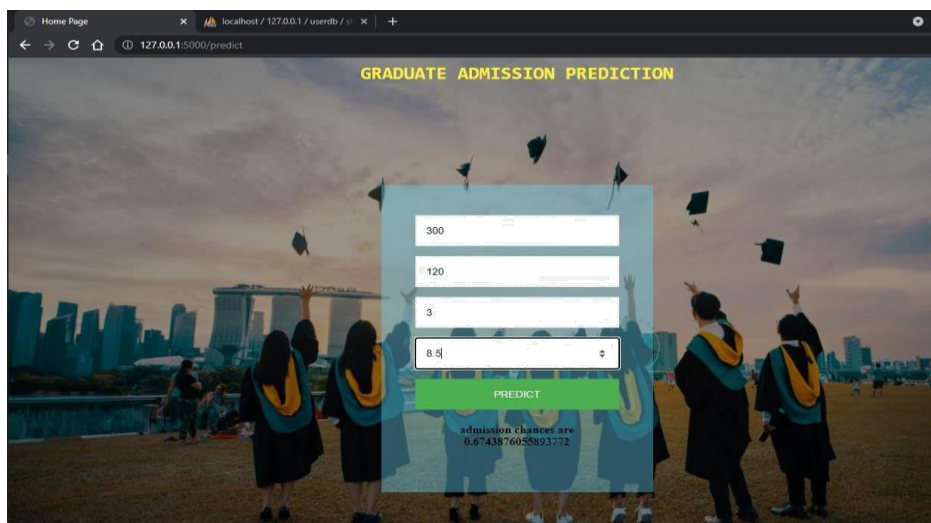 Home Page
localhost / 127.0.0.1 / userdb / st
127.0.0.1:5000/predict
GRADUATE ADMISSION PREDICTION
300
120
3
8.5
PREDICT
admission chances are
0.6743876055893772